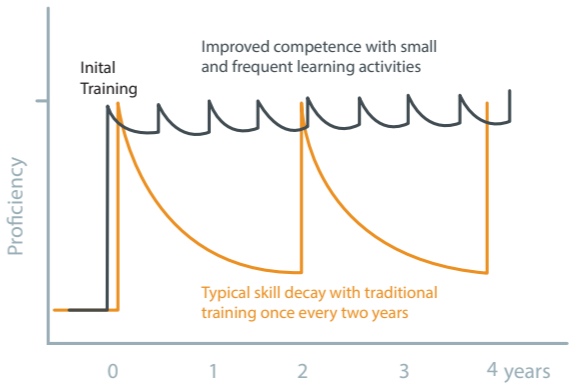 Improved competence with small
and frequent learning activities
Inital
Training
Proficiency
Typical skill decay with traditional
training once every two years
0 1 2 3 4 years